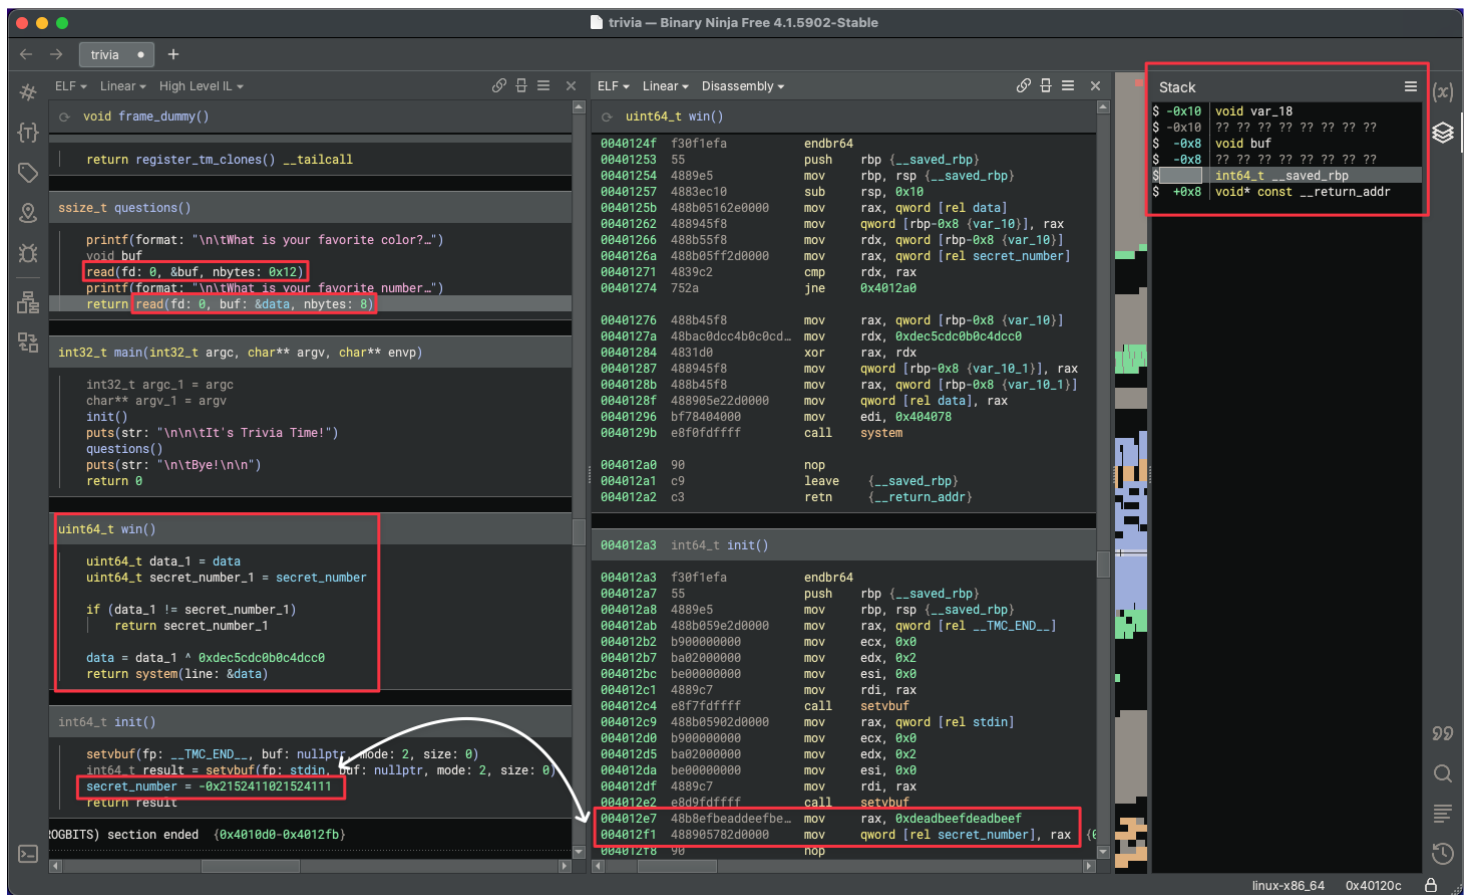 trivia — Binary Ninja Free 4.1.5902-Stable
trivia
ELF Linear High Level IL
void frame_dummy()
return register_tm_clones() __tailcall
ssize_t questions()
printf(format: "\n\tWhat is your favorite color?…")
void buf
read(fd: 0, &buf, nbytes: 0x12)
printf(format: "\n\tWhat is your favorite number…")
return read(fd: 0, buf: &data, nbytes: 8)
int32_t main(int32_t argc, char** argv, char** envp)
int32_t argc_1 = argc
char** argv_1 = argv
init()
puts(str: "\n\n\tIt's Trivia Time!")
questions()
puts(str: "\n\tBye!\n\n")
return 0
uint64_t win()
uint64_t data_1 = data
uint64_t secret_number_1 = secret_number
if (data_1 != secret_number_1)
return secret_number_1
data = data_1 ^ 0xdec5cdc0b0c4dcc0
return system(line: &data)
int64_t init()
setvbuf(fp: __TMC_END__, buf: nullptr, mode: 2, size: 0)
int64_t result = setvbuf(fp: stdin, buf: nullptr, mode: 2, size: 0)
secret_number = -0x2152411021524111
return result
ROGBITS) section ended {0x4010d0-0x4012fb}
ELF Linear Disassembly
uint64_t win()
0040124f f30f1efa endbr64
00401253 55 push rbp {__saved_rbp}
00401254 4889e5 mov rbp, rsp {__saved_rbp}
00401257 4883ec10 sub rsp, 0x10
0040125b 488b05162e0000 mov rax, qword [rel data]
00401262 488945f8 mov qword [rbp-0x8 {var_10}], rax
00401266 488b55f8 mov rdx, qword [rbp-0x8 {var_10}]
0040126a 488b05ff2d0000 mov rax, qword [rel secret_number]
00401271 4839c2 cmp rdx, rax
00401274 752a jne 0x4012a0
00401276 488b45f8 mov rax, qword [rbp-0x8 {var_10}]
0040127a 48bac0dcc4b0c0cd… mov rdx, 0xdec5cdc0b0c4dcc0
00401284 4831d0 xor rax, rdx
00401287 488945f8 mov qword [rbp-0x8 {var_10_1}], rax
0040128b 488b45f8 mov rax, qword [rbp-0x8 {var_10_1}]
0040128f 488905e22d0000 mov qword [rel data], rax
00401296 bf78404000 mov edi, 0x404078
0040129b e8f0fdffff call system
004012a0 90 nop
004012a1 c9 leave {__saved_rbp}
004012a2 c3 retn {__return_addr}
004012a3 int64_t init()
004012a3 f30f1efa endbr64
004012a7 55 push rbp {__saved_rbp}
004012a8 4889e5 mov rbp, rsp {__saved_rbp}
004012ab 488b059e2d0000 mov rax, qword [rel __TMC_END__]
004012b2 b900000000 mov ecx, 0x0
004012b7 ba02000000 mov edx, 0x2
004012bc be00000000 mov esi, 0x0
004012c1 4889c7 mov rdi, rax
004012c4 e8f7fdffff call setvbuf
004012c9 488b05902d0000 mov rax, qword [rel stdin]
004012d0 b900000000 mov ecx, 0x0
004012d5 ba02000000 mov edx, 0x2
004012da be00000000 mov esi, 0x0
004012df 4889c7 mov rdi, rax
004012e2 e8d9fdffff call setvbuf
004012e7 48b8efbeaddeefbe… mov rax, 0xdeadbeefdeadbeef
004012f1 488905782d0000 mov qword [rel secret_number], rax
004012f8 90 nop
Stack
$ -0x10 void var_18
$ -0x10 ?? ?? ?? ?? ?? ?? ?? ??
$ -0x8 void buf
$ -0x8 ?? ?? ?? ?? ?? ?? ?? ??
$ int64_t __saved_rbp
$ +0x8 void* const __return_addr
linux-x86_64 0x40120c